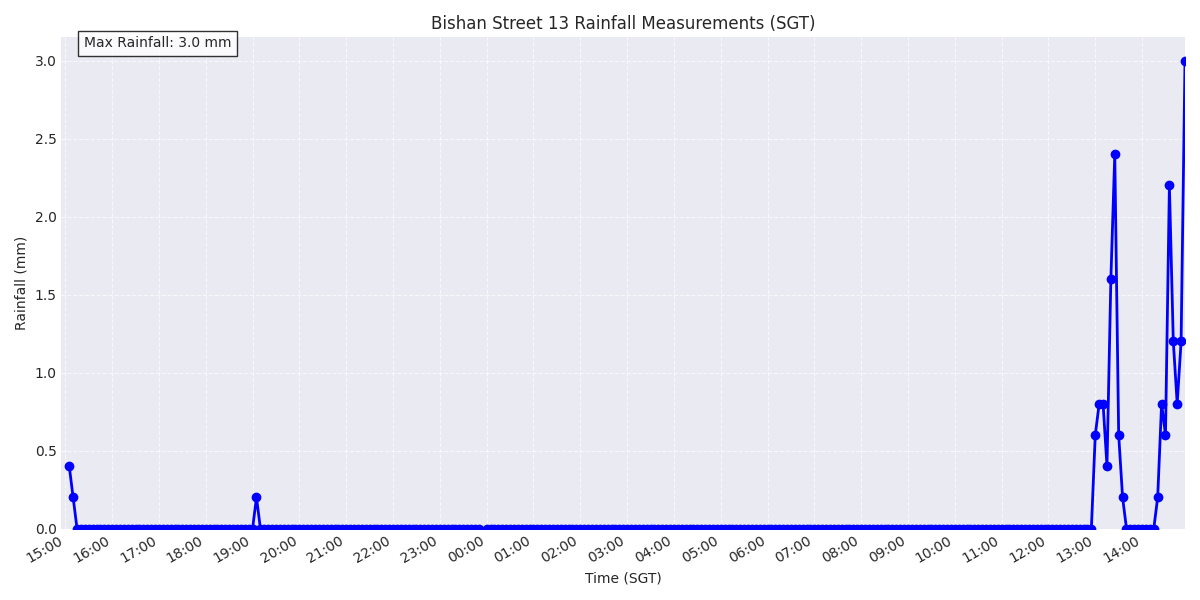 Bishan Street 13 Rainfall Measurements (SGT)
Max Rainfall: 3.0 mm
3.0
2.5
2.0
1.5
1.0
0.5
0.0
Rainfall (mm)
15:00 16:00 17:00 18:00 19:00 20:00 21:00 22:00 23:00 00:00 01:00 02:00 03:00 04:00 05:00 06:00 07:00 08:00 09:00 10:00 11:00 12:00 13:00 14:00
Time (SGT)